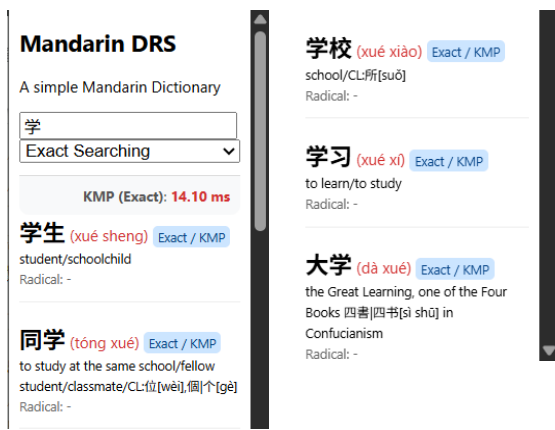 Mandarin DRS
A simple Mandarin Dictionary
学
Exact Searching
KMP (Exact): 14.10 ms
学生 (xué sheng) Exact / KMP
student/schoolchild
Radical: -
同学 (tóng xué) Exact / KMP
to study at the same school/fellow
student/classmate/CL:位[wèi],個|个[gè]
Radical: -
学校 (xué xiào) Exact / KMP
school/CL:所[suǒ]
Radical: -
学习 (xué xí) Exact / KMP
to learn/to study
Radical: -
大学 (dà xué) Exact / KMP
the Great Learning, one of the Four
Books 四書|四书[sì shū] in
Confucianism
Radical: -